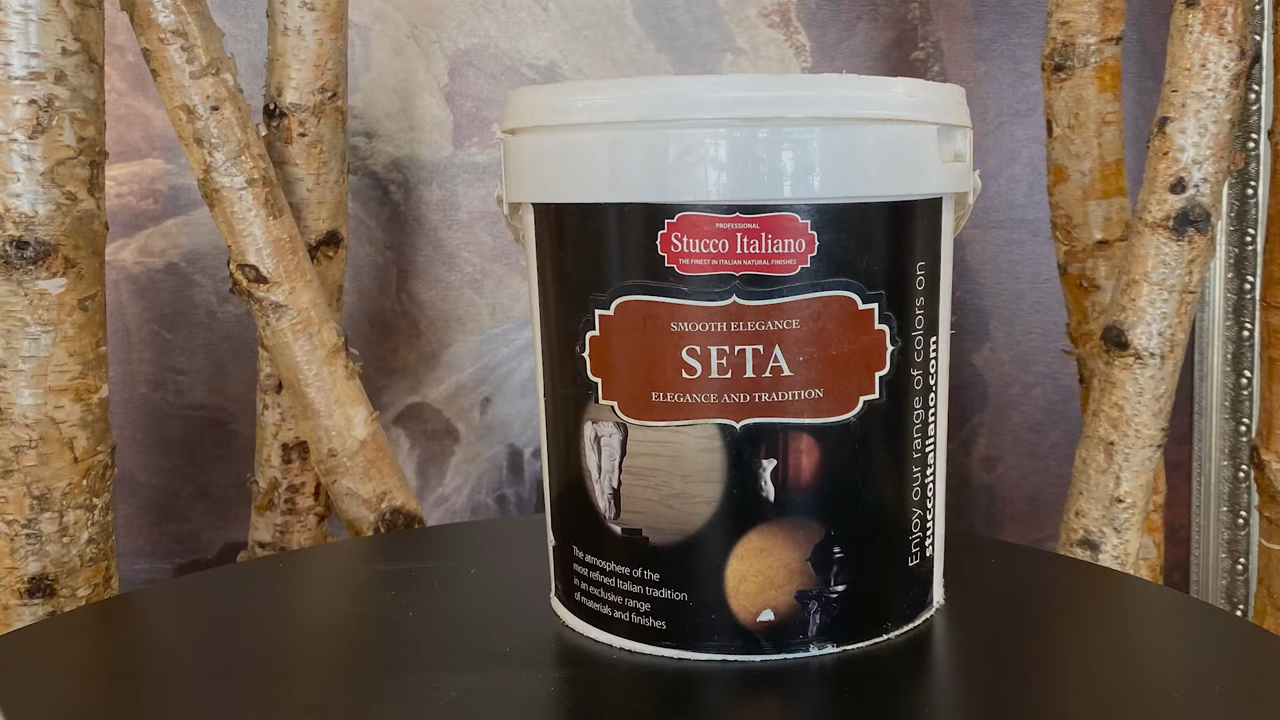 PROFESSIONAL
Stucco Italiano
THE FINEST IN ITALIAN NATURAL FINISHES
SMOOTH ELEGANCE
SETA
ELEGANCE AND TRADITION
The atmosphere of the
most refined Italian tradition
in an exclusive range
of materials and finishes
Enjoy our range of colors on
stuccoitaliano.com